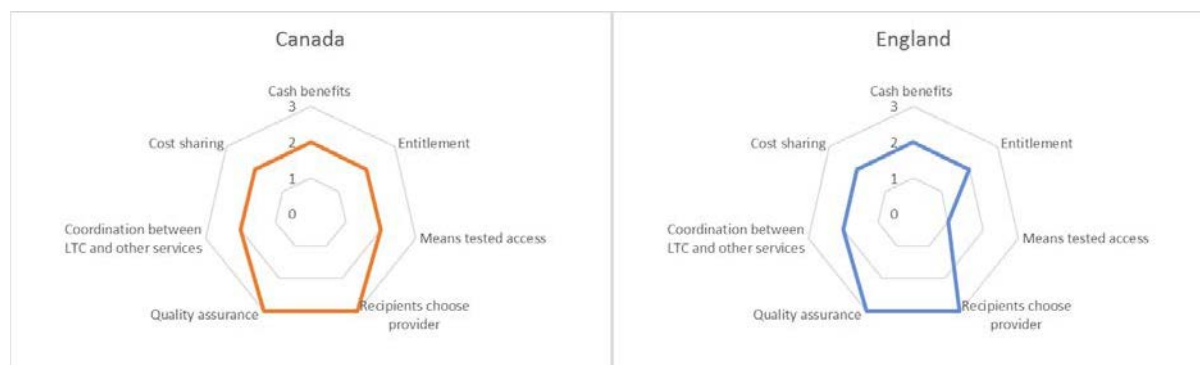 Canada
Cash benefits
3
2
1
0
Cost sharing
Entitlement
Coordination between
LTC and other services
Means tested access
Quality assurance
Recipients choose
provider
England
Cash benefits
3
2
1
0
Cost sharing
Entitlement
Coordination between
LTC and other services
Means tested access
Quality assurance
Recipients choose
provider